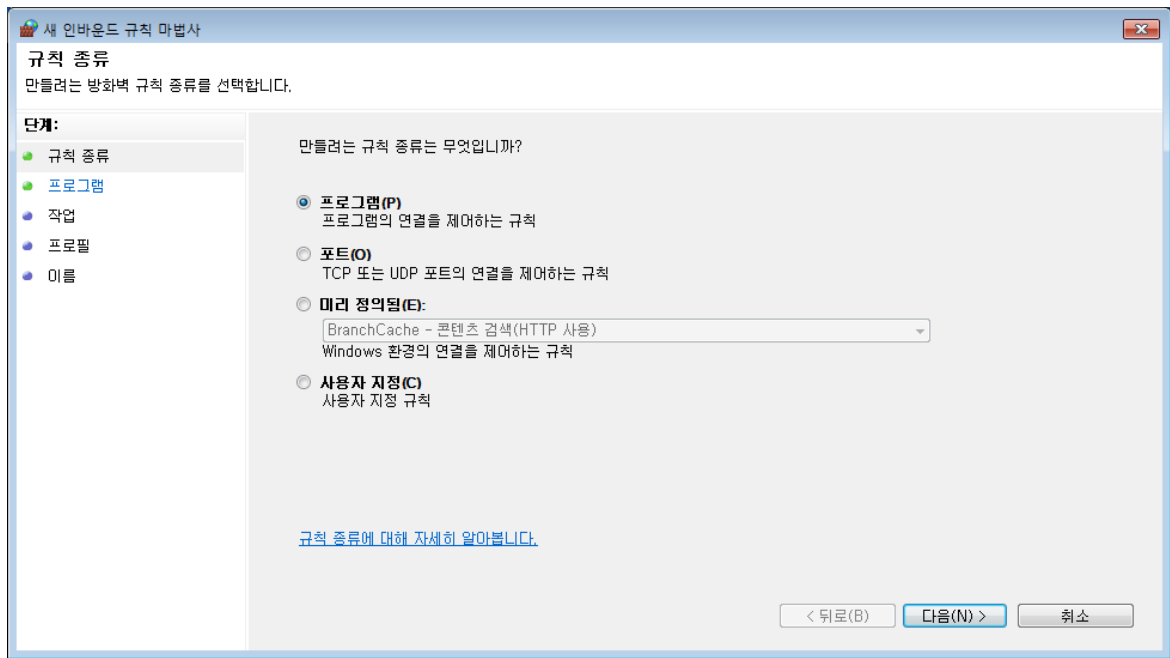 새 인바운드 규칙 마법사
규칙 종류
만들려는 방화벽 규칙 종류를 선택합니다.
단계:
규칙 종류
프로그램
작업
프로필
이름
만들려는 규칙 종류는 무엇입니까?
프로그램(P)
프로그램의 연결을 제어하는 규칙
포트(O)
TCP 또는 UDP 포트의 연결을 제어하는 규칙
미리 정의됨(E):
BranchCache - 콘텐츠 검색(HTTP 사용)
Windows 환경의 연결을 제어하는 규칙
사용자 지정(C)
사용자 지정 규칙
규칙 종류에 대해 자세히 알아봅니다.
< 뒤로(B) 다음(N) > 취소